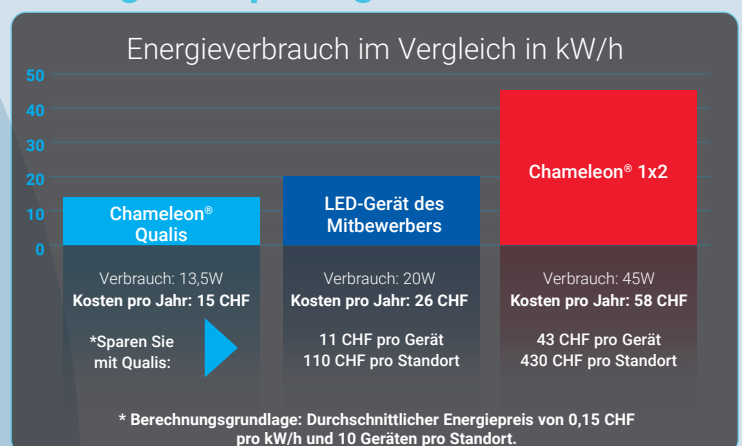 Energieverbrauch im Vergleich in kW/h
50
40
30
20
10
0
Chameleon®
Qualis
LED-Gerät des
Mitbewerbers
Chameleon® 1x2
Verbrauch: 13,5W
Kosten pro Jahr: 15 CHF
Verbrauch: 20W
Kosten pro Jahr: 26 CHF
Verbrauch: 45W
Kosten pro Jahr: 58 CHF
*Sparen Sie
mit Qualis:
11 CHF pro Gerät
110 CHF pro Standort
43 CHF pro Gerät
430 CHF pro Standort
* Berechnungsgrundlage: Durchschnittlicher Energiepreis von 0,15 CHF
pro kW/h und 10 Geräten pro Standort.